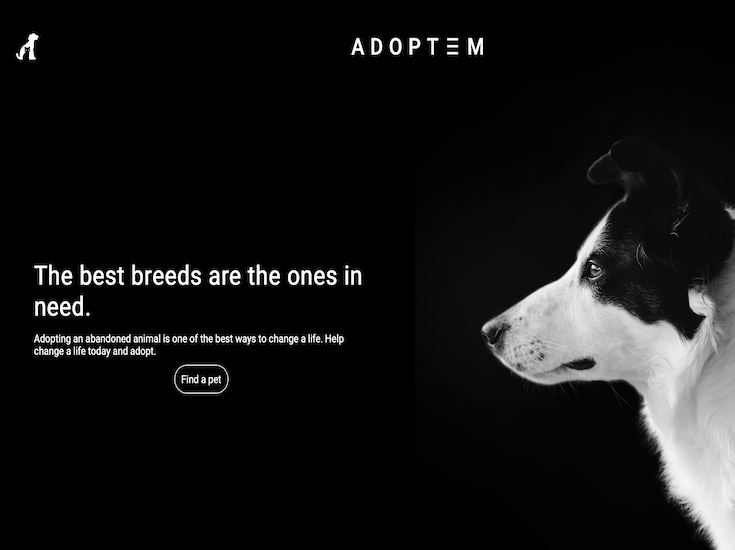 ADOPTEM
The best breeds are the ones in
need.
Adopting an abandoned animal is one of the best ways to change a life. Help
change a life today and adopt.
Find a pet